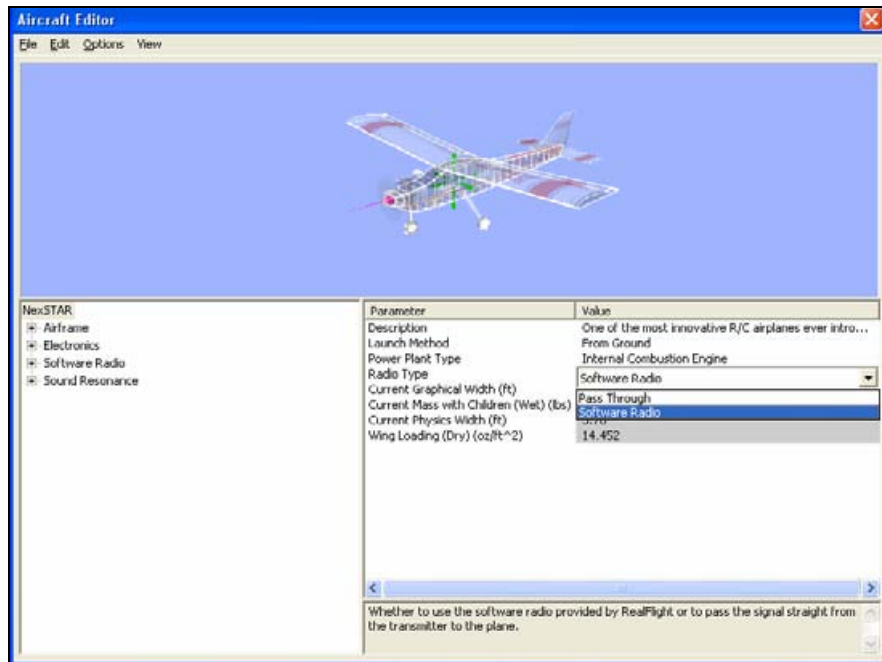 Aircraft Editor
File Edit Options View
NexSTAR
Airframe
Electronics
Software Radio
Sound Resonance
Parameter Value
Description One of the most innovative R/C airplanes ever intro...
Launch Method From Ground
Power Plant Type Internal Combustion Engine
Radio Type Software Radio
Current Graphical Width (ft) Pass Through
Current Mass with Children (Wet) (lbs) Software Radio
Current Physics Width (ft)
Wing Loading (Dry) (oz/ft^2) 14.452
Whether to use the software radio provided by RealFlight or to pass the signal straight from
the transmitter to the plane.